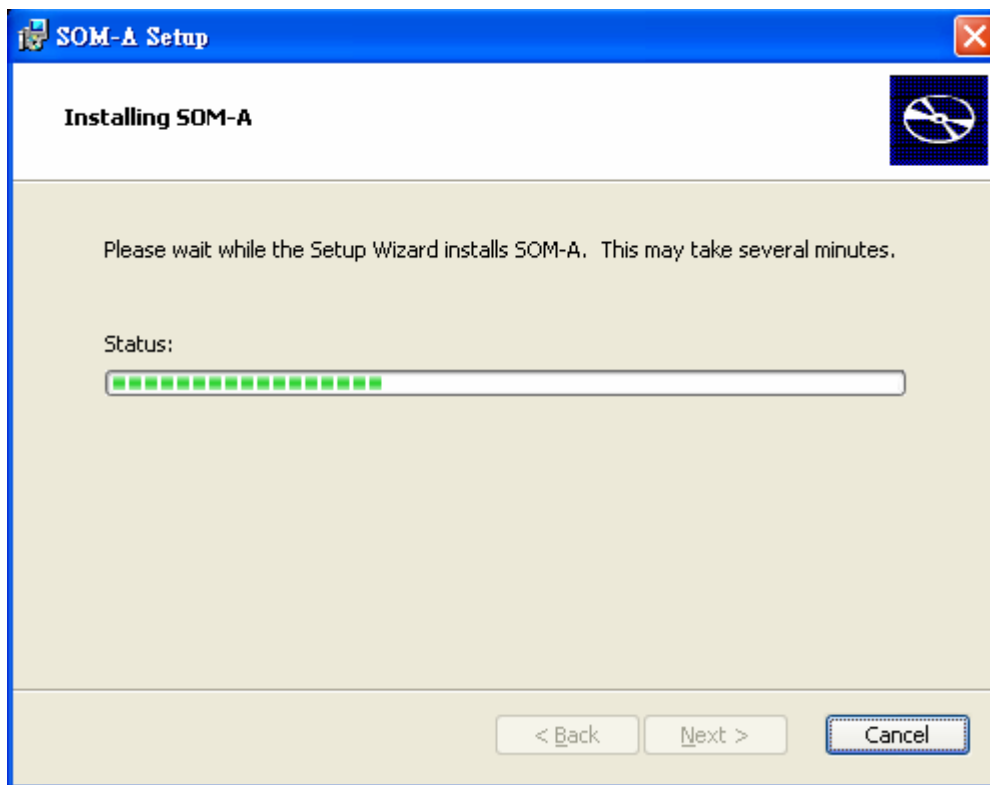 SOM-A Setup
Installing SOM-A
Please wait while the Setup Wizard installs SOM-A. This may take several minutes.
Status:
< Back Next > Cancel